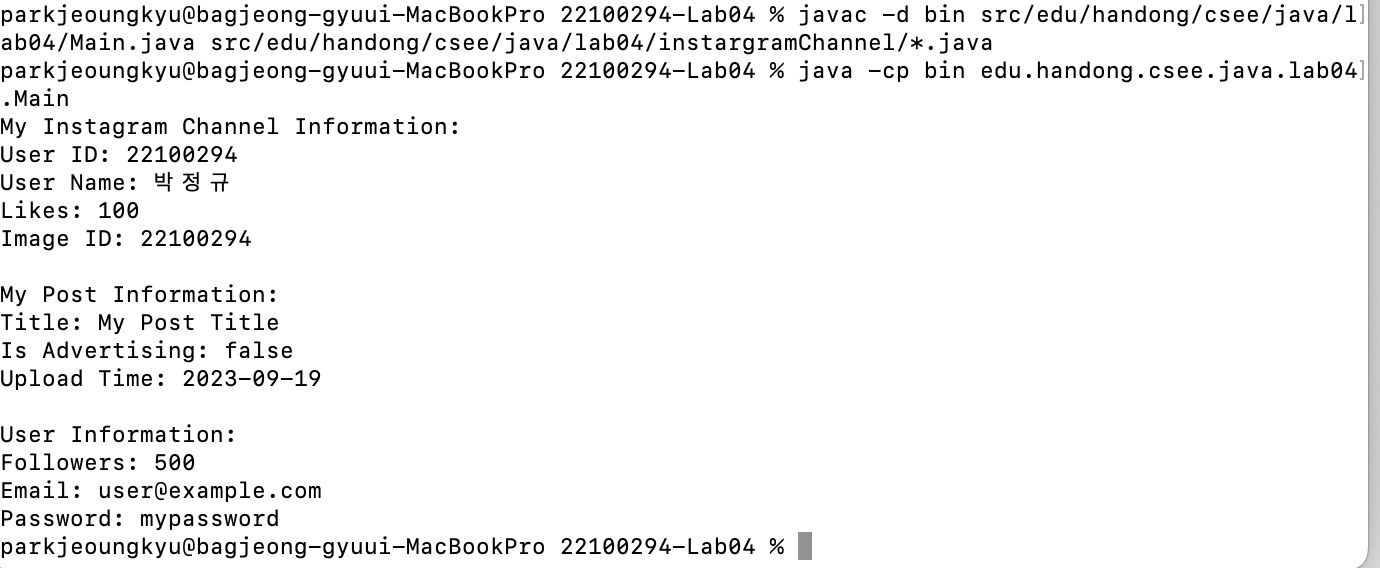 parkjeoungkyu@bagjeong-gyuui-MacBookPro 22100294-Lab04 % javac -d bin src/edu/handong/csee/java/l]
ab04/Main.java src/edu/handong/csee/java/lab04/instargramChannel/*.java
parkjeoungkyu@bagjeong-gyuui-MacBookPro 22100294-Lab04 % java -cp bin edu.handong.csee.java.lab04]
.Main
My Instagram Channel Information:
User ID: 22100294
User Name: 박정규
Likes: 100
Image ID: 22100294

My Post Information:
Title: My Post Title
Is Advertising: false
Upload Time: 2023-09-19

User Information:
Followers: 500
Email: user@example.com
Password: mypassword
parkjeoungkyu@bagjeong-gyuui-MacBookPro 22100294-Lab04 %